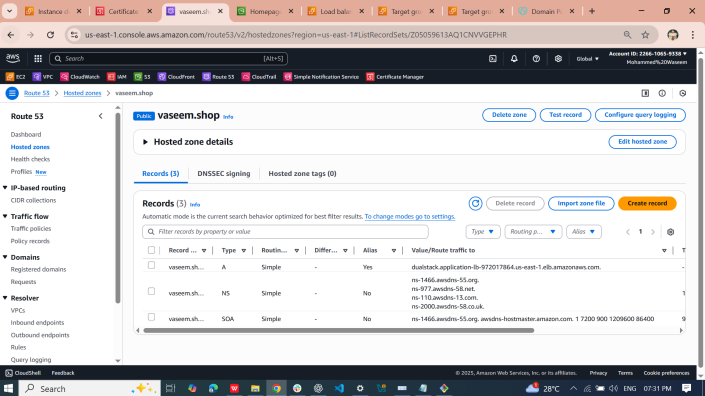 Instance d
Certificate
vaseem.sh
Homepag
Load balan
Target gro
Target gro
Domain P
us-east-1.console.aws.amazon.com/route53/v2/hostedzones?region=us-east-1#ListRecordSets/Z05059613AQ1CNVVGEPHR
aws
Search
[Alt+S]
Global
Account ID: 2266-1065-9338
Mohammed%20Waseem
EC2
VPC
CloudWatch
IAM
S3
CloudFront
Route 53
CloudTrail
Simple Notification Service
Certificate Manager
Route 53
Hosted zones
vaseem.shop
Route 53
Dashboard
Hosted zones
Health checks
Profiles New
IP-based routing
CIDR collections
Traffic flow
Traffic policies
Policy records
Domains
Registered domains
Requests
Resolver
VPCs
Inbound endpoints
Outbound endpoints
Rules
Query logging
Public vaseem.shop Info
Delete zone
Test record
Configure query logging
Hosted zone details
Edit hosted zone
Records (3)
DNSSEC signing
Hosted zone tags (0)
Records (3) Info
Delete record
Import zone file
Create record
Automatic mode is the current search behavior optimized for best filter results. To change modes go to settings.
Filter records by property or value
Type
Routing p...
Alias
1
Record ...
Type
Routin...
Differ...
Alias
Value/Route traffic to
T
vaseem.sh... A Simple - Yes dualstack.application-lb-972017864.us-east-1.elb.amazonaws.com. -
vaseem.sh... NS Simple - No ns-1466.awsdns-55.org.
ns-977.awsdns-58.net.
ns-110.awsdns-13.com.
ns-2000.awsdns-58.co.uk.
1
vaseem.sh... SOA Simple - No ns-1466.awsdns-55.org. awsdns-hostmaster.amazon.com. 1 7200 900 1209600 86400 9
CloudShell
Feedback
© 2025, Amazon Web Services, Inc. or its affiliates.
Privacy
Terms
Cookie preferences
Search
28°C
ENG
07:31 PM